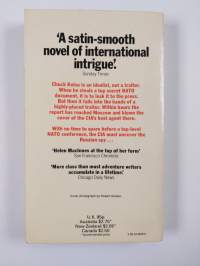 ‘A satin-smooth
novel of international
intrigue’.
Sunday Times
Chuck Kelso is an idealist, not a traitor.
When he steals a top secret NATO
document, it is to leak it to the press.
But then it falls into the hands of a
highly-placed traitor. Within hours the
report has reached Moscow and blown
the cover of the CIA's best agent there.
With no time to spare before a top-level
NATO conference, the CIA must uncover
the Russian spy . . .
‘Helen MacInnes at the top of her form’
San Francisco Chronicle
‘More class than most adventure writers
accumulate in a lifetime’.
Chicago Daily News
U.K. 95p
Australia $2.75*
New Zealand $2.95*
Canada $2.50